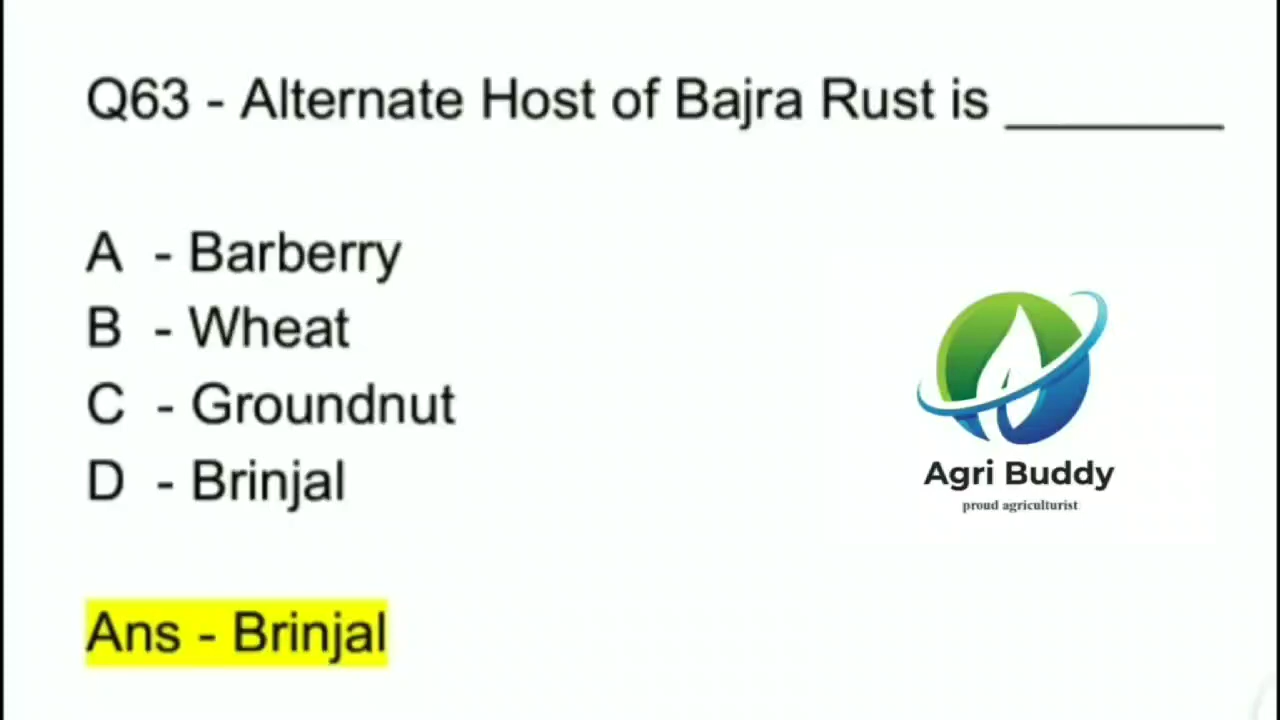 Q63 - Alternate Host of Bajra Rust is ________
A - Barberry
B - Wheat
C - Groundnut
D - Brinjal
Agri Buddy
proud agriculturist
Ans - Brinjal